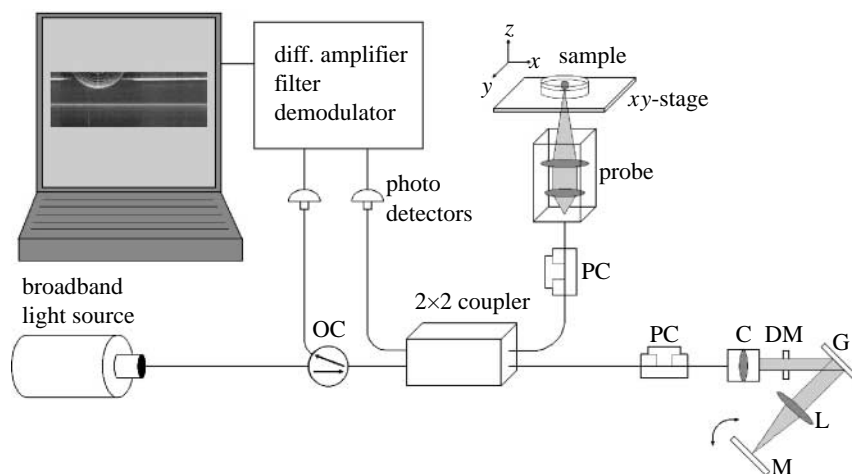 diff. amplifier
filter
demodulator
z
x
y
sample
xy-stage
probe
photo
detectors
PC
broadband
light source
OC
2×2 coupler
PC
C
DM
G
L
M